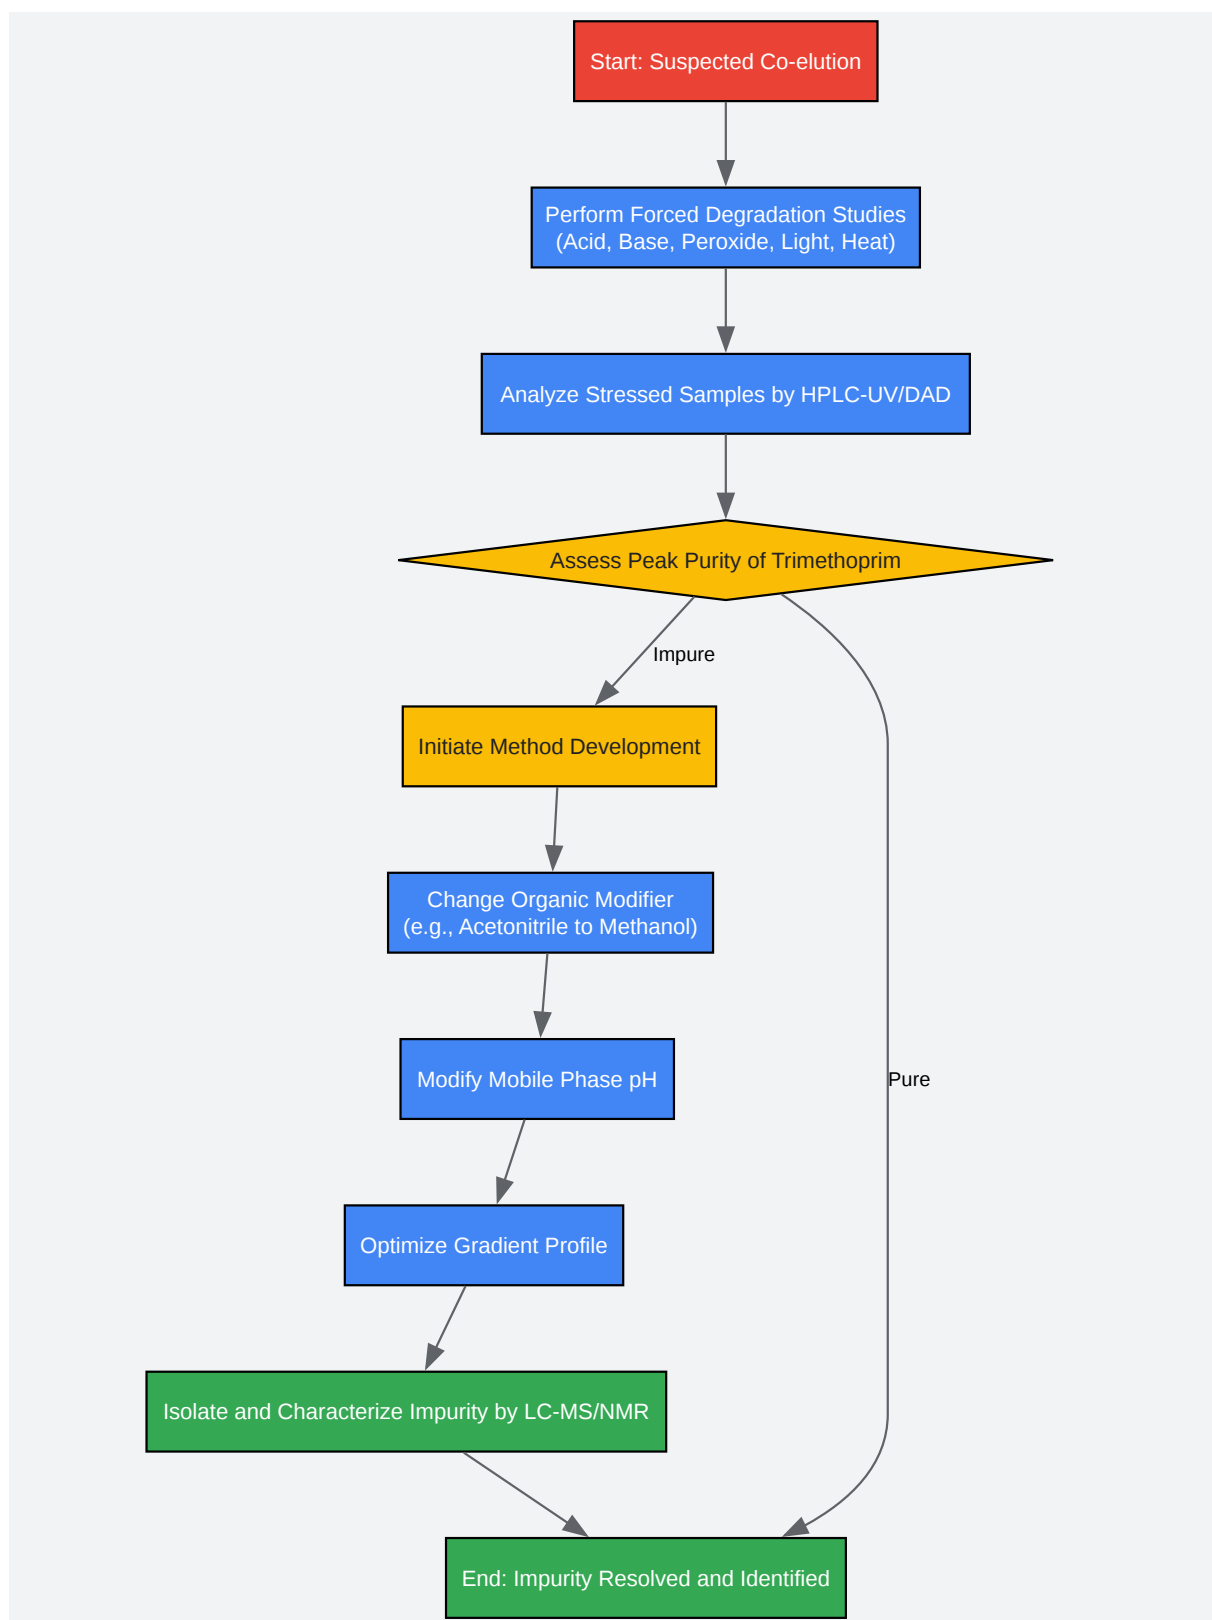 Start: Suspected Co-elution
Perform Forced Degradation Studies
(Acid, Base, Peroxide, Light, Heat)
Analyze Stressed Samples by HPLC-UV/DAD
Assess Peak Purity of Trimethoprim
Impure
Initiate Method Development
Change Organic Modifier
(e.g., Acetonitrile to Methanol)
Modify Mobile Phase pH
Pure
Optimize Gradient Profile
Isolate and Characterize Impurity by LC-MS/NMR
End: Impurity Resolved and Identified